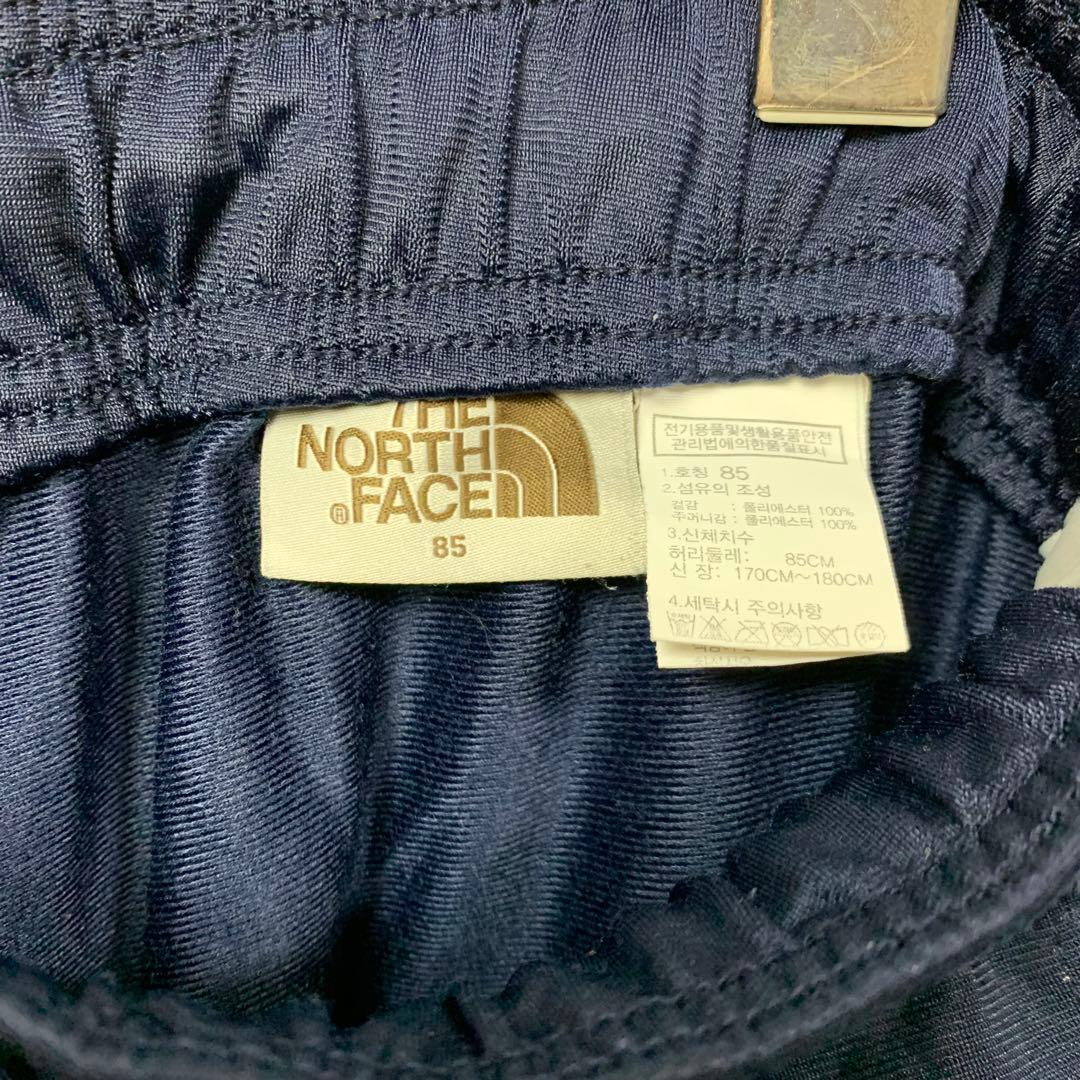 THE
NORTH
FACE
®
85
전기용품및생활용품안전
관리법에의한품질표시
1.호칭 85
2.섬유의 조성
겉감 : 폴리에스터 100%
주머니감 : 폴리에스터 100%
3.신체치수
허리둘레: 85CM
신 장: 170CM~180CM
4.세탁시 주의사항